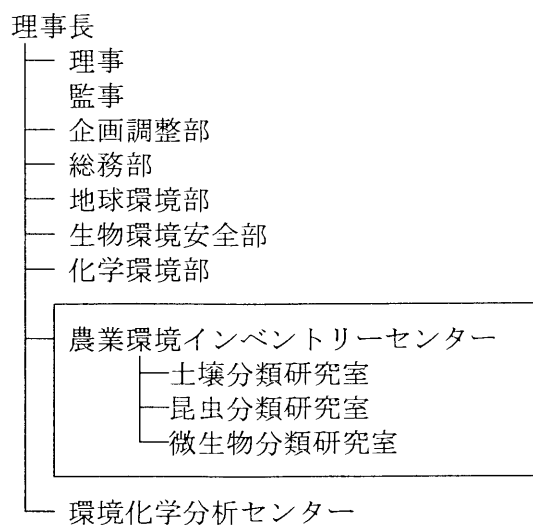 理事長
理事
監事
企画調整部
総務部
地球環境部
生物環境安全部
化学環境部
農業環境インベントリーセンター
土壌分類研究室
昆虫分類研究室
微生物分類研究室
環境化学分析センター